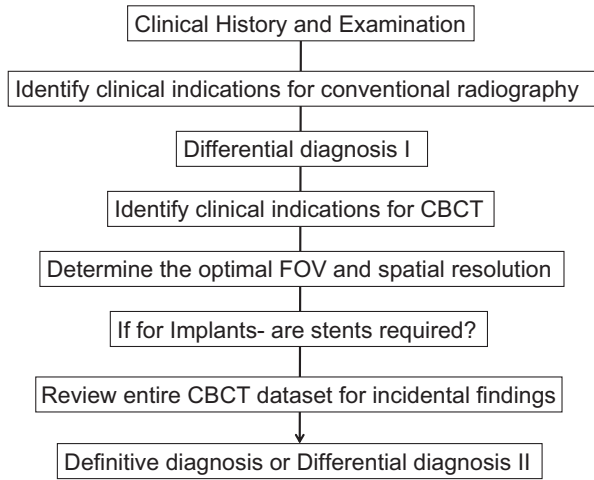 Clinical History and Examination
Identify clinical indications for conventional radiography
Differential diagnosis I
Identify clinical indications for CBCT
Determine the optimal FOV and spatial resolution
If for Implants- are stents required?
Review entire CBCT dataset for incidental findings
Definitive diagnosis or Differential diagnosis II